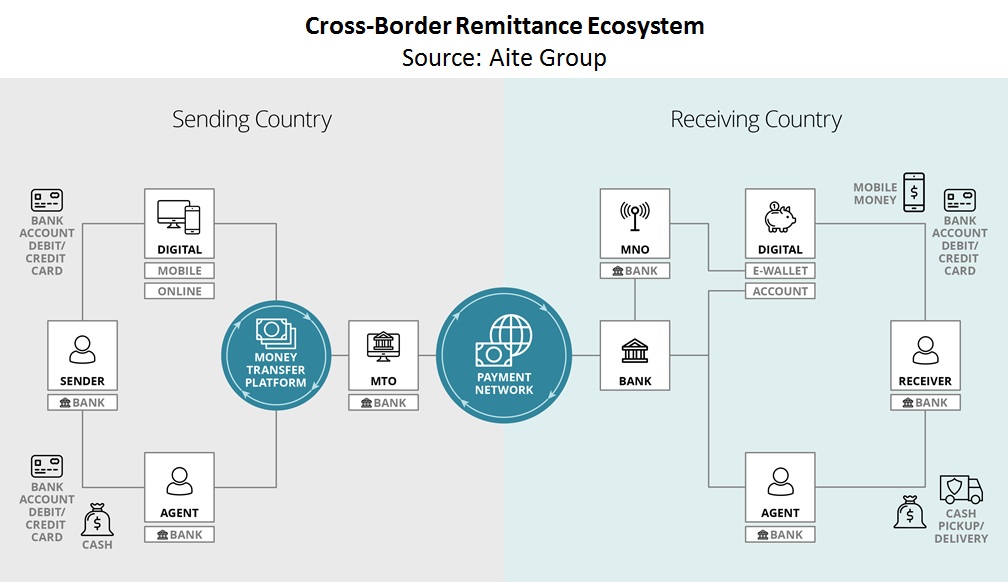 Cross-Border Remittance Ecosystem
Source: Aite Group
Sending Country
Receiving Country
BANK
ACCOUNT
DEBIT/
CREDIT
CARD
DIGITAL
MOBILE
ONLINE
SENDER
BANK
MONEY
TRANSFER
PLATFORM
MTO
BANK
BANK
ACCOUNT
DEBIT/
CREDIT
CARD
$
CASH
AGENT
BANK
PAYMENT
NETWORK
MNO
BANK
BANK
1
DIGITAL
E-WALLET
ACCOUNT
MOBILE
MONEY
$
BANK
ACCOUNT
DEBIT/
CREDIT
CARD
RECEIVER
BANK
AGENT
BANK
$
CASH
PICKUP/
DELIVERY